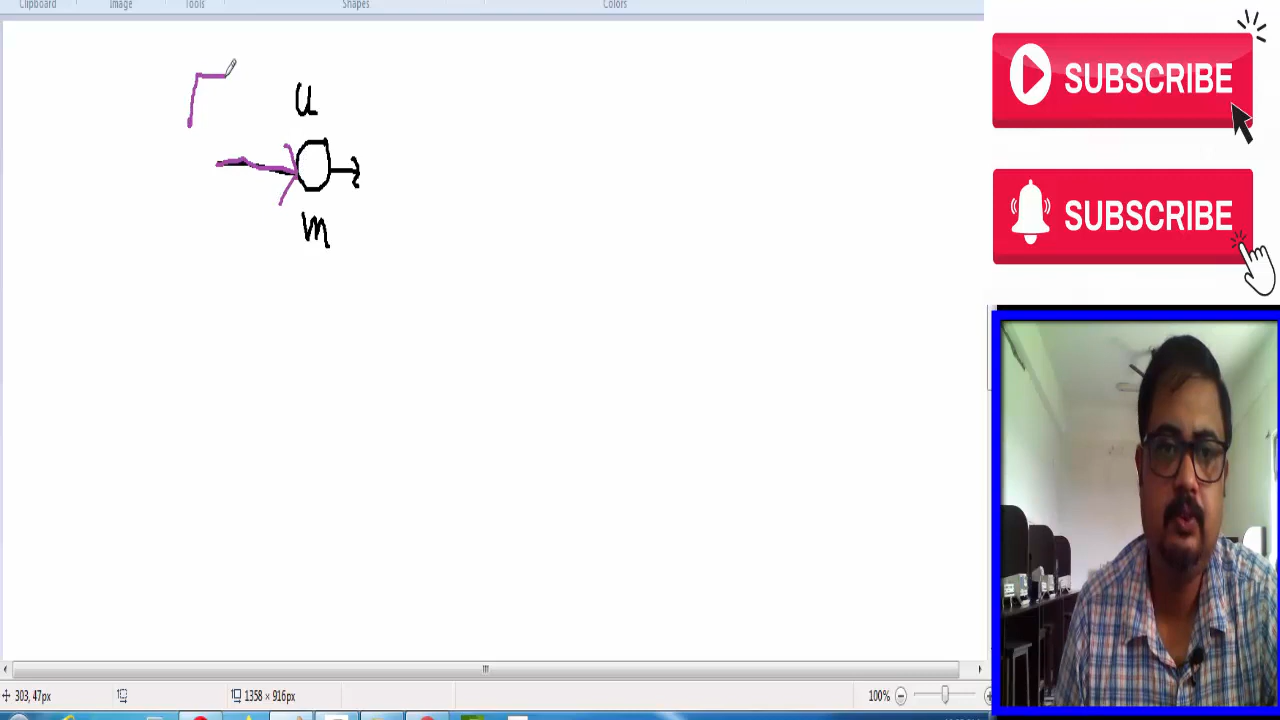 Clipboard Image Tools Shapes Colors
u
m
SUBSCRIBE
SUBSCRIBE
303, 47px 1358 × 916px 100%